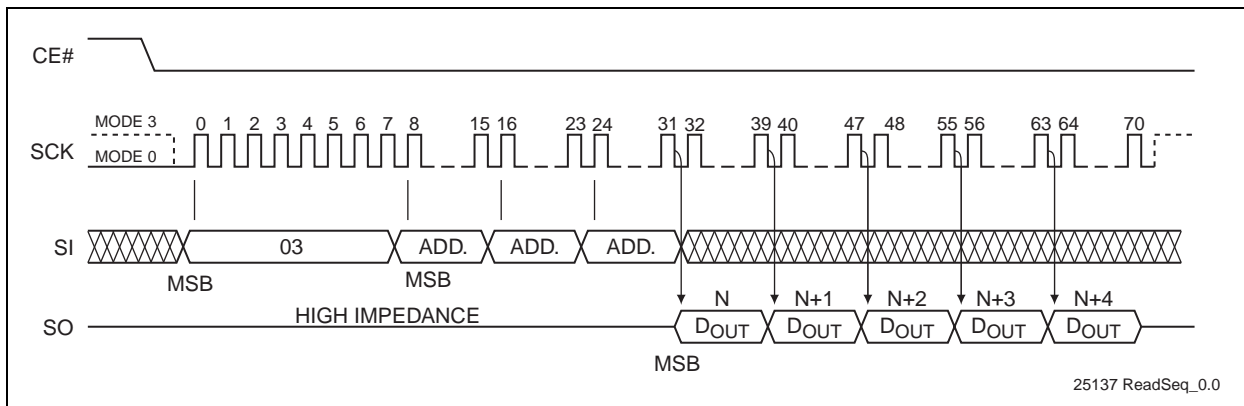 CE#
MODE 3
0 1 2 3 4 5 6 7 8 15 16 23 24 31 32 39 40 47 48 55 56 63 64 70
SCK
MODE 0
SI
03 ADD. ADD. ADD.
MSB MSB
N N+1 N+2 N+3 N+4
HIGH IMPEDANCE
SO
DOUT DOUT DOUT DOUT DOUT
MSB
25137 ReadSeq_0.0